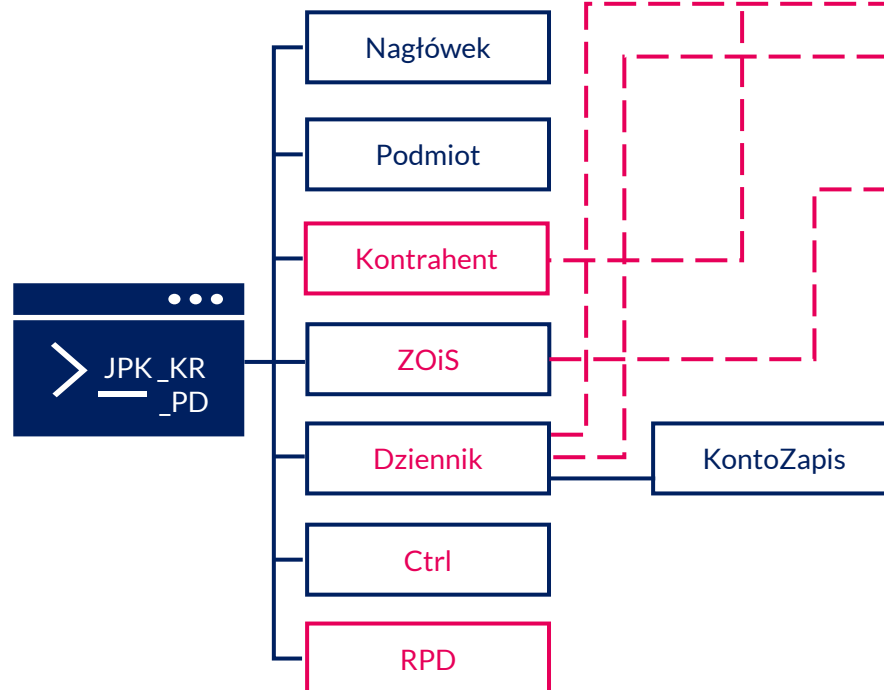 Nagłówek
Podmiot
Kontrahent
JPK_KR
_PD
ZOiS
Dziennik
KontoZapis
Ctrl
RPD